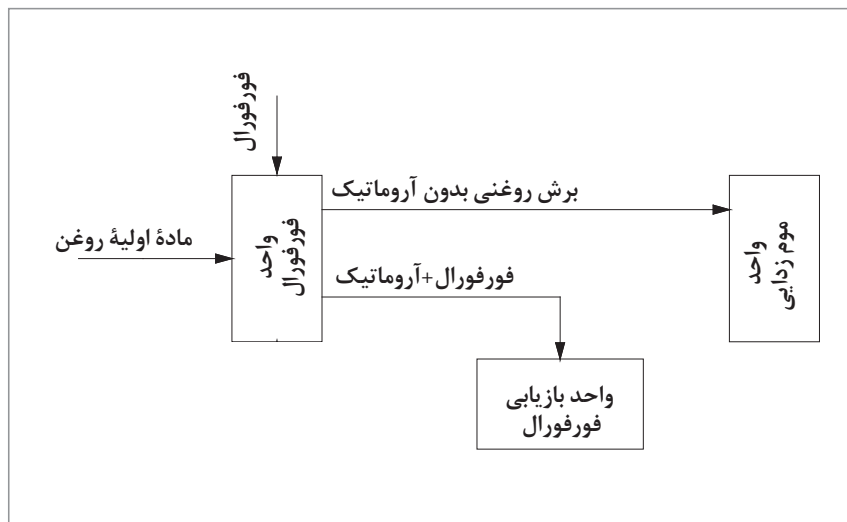 فورفورال
مادهٔ اولیهٔ روغن
واحد
فورفورال
برش روغنی بدون آروماتیک
فورفورال+آروماتیک
واحد
موم زدایی
واحد بازیابی
فورفورال